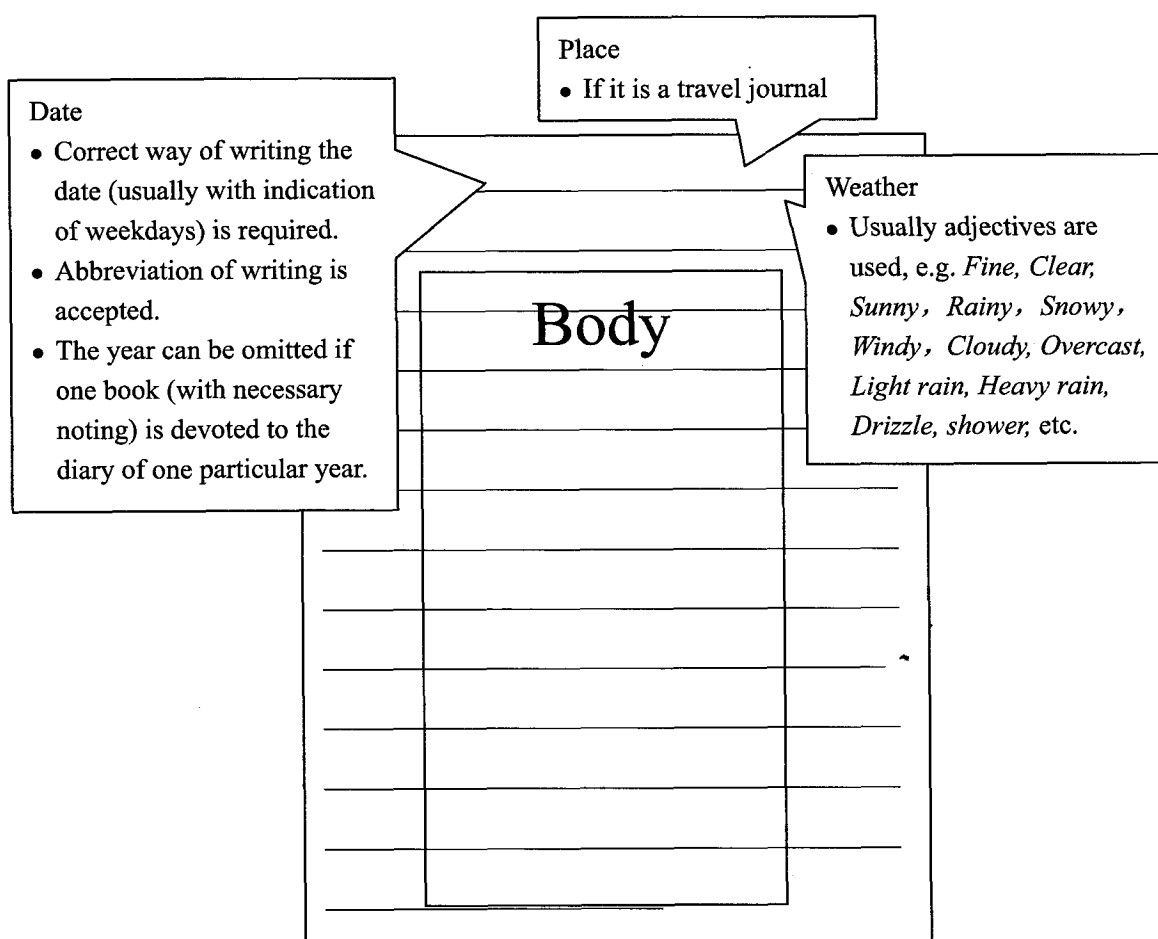 Place
• If it is a travel journal
Date
• Correct way of writing the
date (usually with indication
of weekdays) is required.
• Abbreviation of writing is
accepted.
• The year can be omitted if
one book (with necessary
noting) is devoted to the
diary of one particular year.
Weather
• Usually adjectives are
used, e.g. Fine, Clear,
Sunny，Rainy，Snowy，
Windy，Cloudy, Overcast,
Light rain, Heavy rain,
Drizzle, shower, etc.
Body